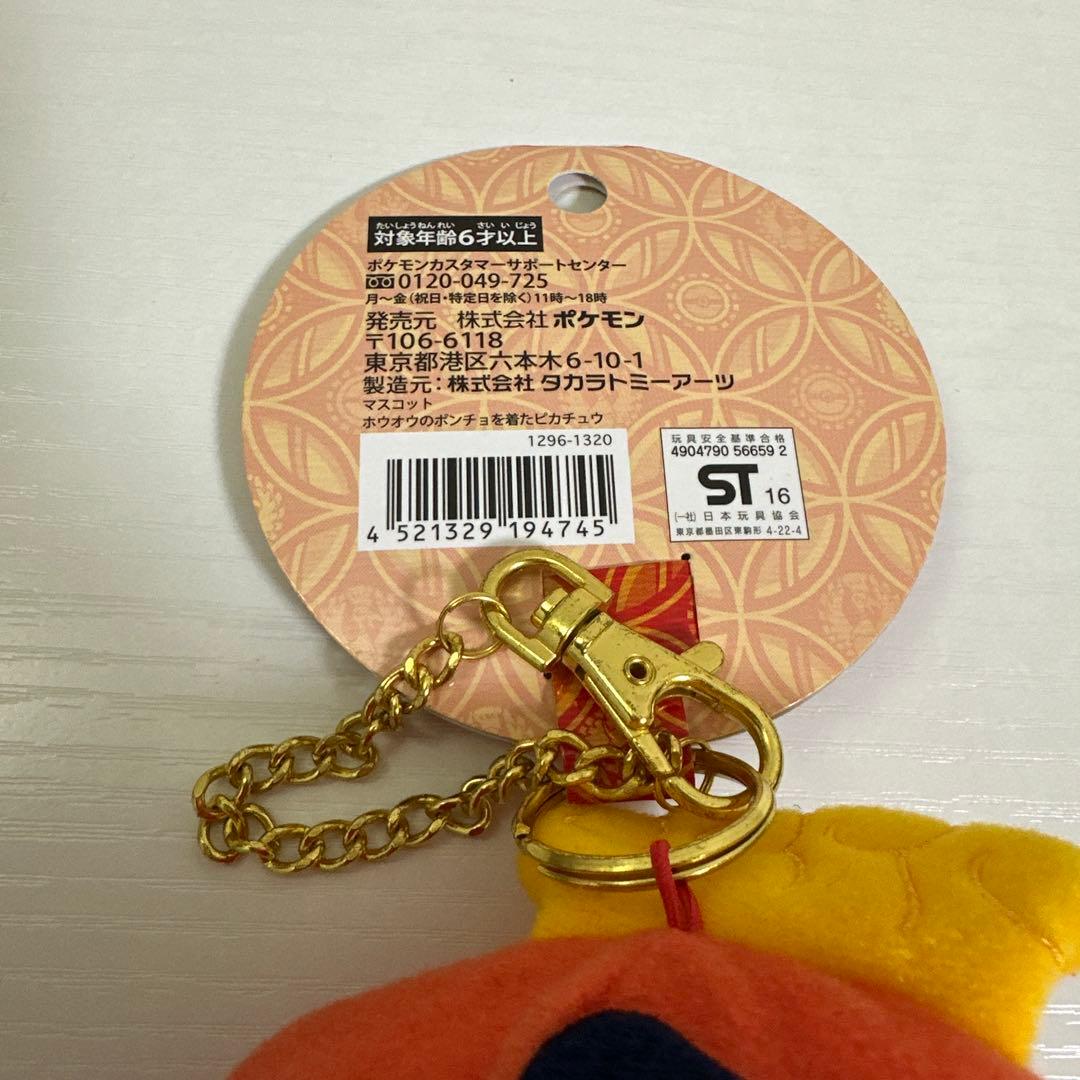 たいしょうねんれい さい い じょう
対象年齢6才以上
ポケモンカスタマーサポートセンター
0120-049-725
月〜金(祝日・特定日を除く)11時〜18時
発売元 株式会社 ポケモン
〒106-6118
東京都港区六本木6-10-1
製造元:株式会社 タカラトミーアーツ
マスコット
ホウオウのポンチョを着たピカチュウ
1296-1320
4 521329 194745
玩具安全基準合格
4904790 56659 2
ST 16
(一社)日本玩具協会
東京都墨田区東駒形 4-22-4